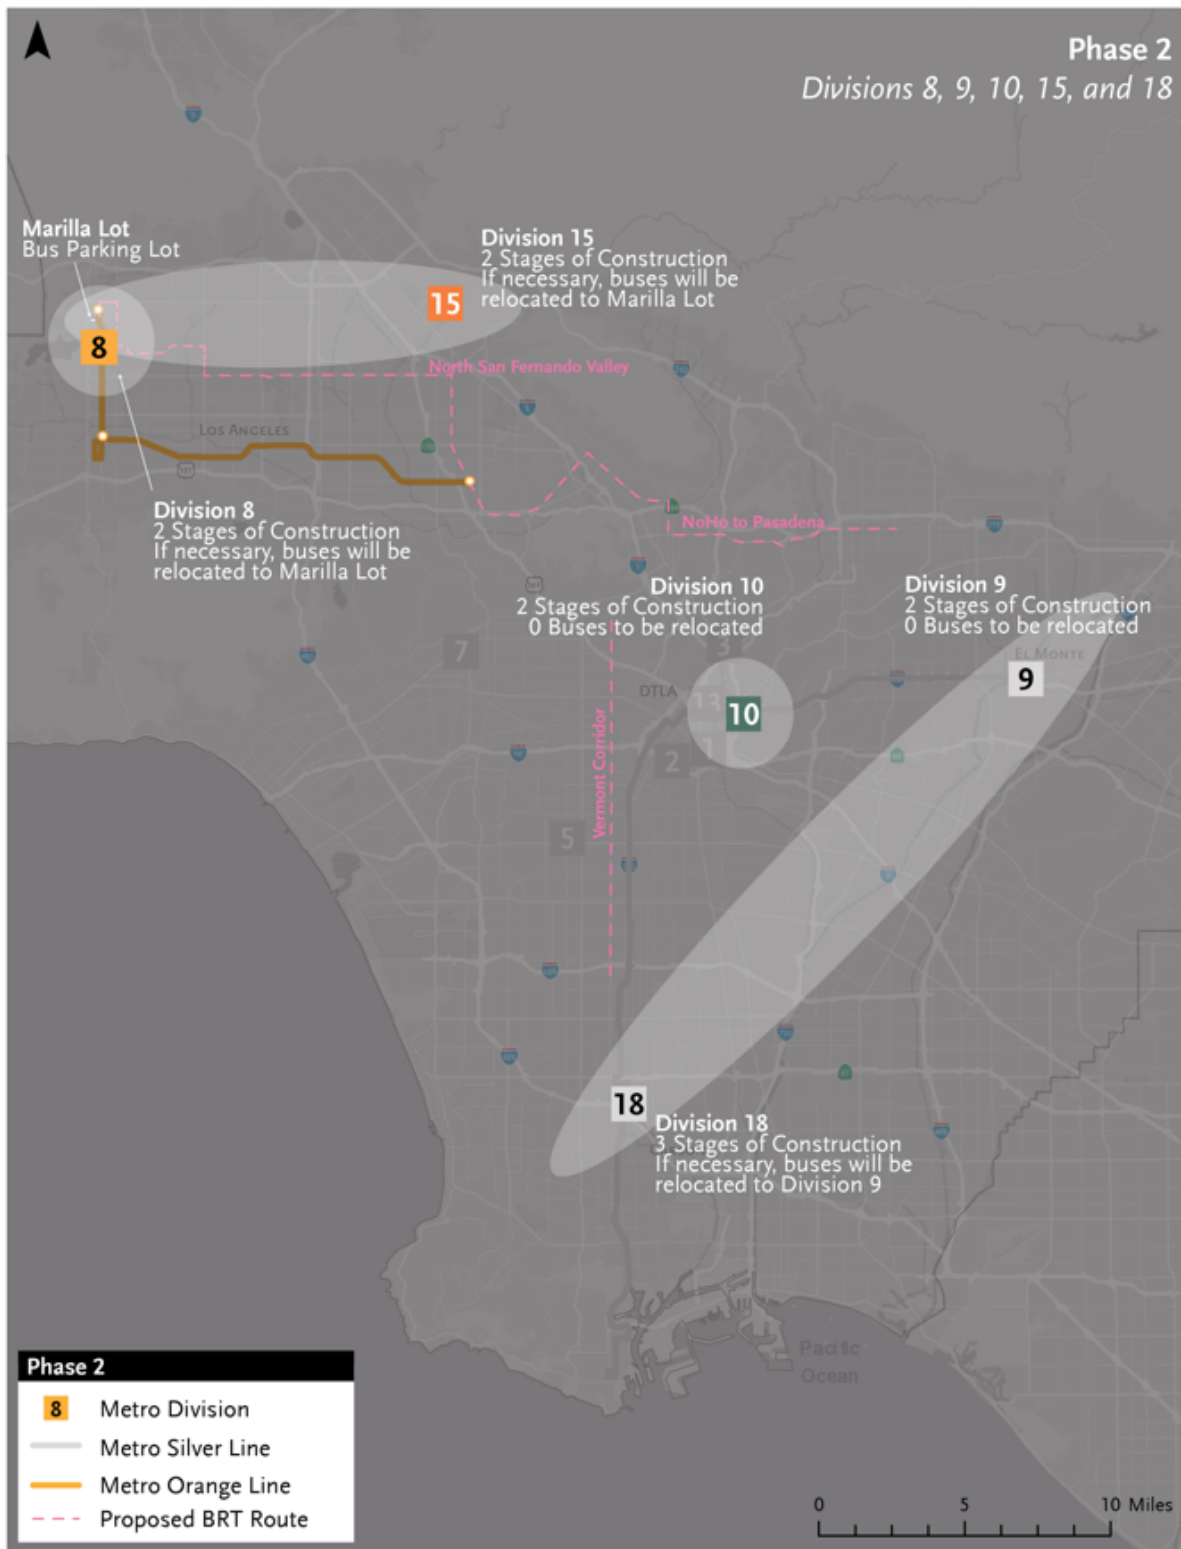 Phase 2
Divisions 8, 9, 10, 15, and 18
Marilla Lot
Bus Parking Lot
Division 15
2 Stages of Construction
If necessary, buses will be
relocated to Marilla Lot
15
8
North San Fernando Valley
LOS ANGELES
Division 8
2 Stages of Construction
If necessary, buses will be
relocated to Marilla Lot
NoHo to Pasadena
Division 10
2 Stages of Construction
0 Buses to be relocated
Division 9
2 Stages of Construction
0 Buses to be relocated
EL MONTE
7
3
9
DTLA
13
10
1
2
Vermont Corridor
5
18
Division 18
3 Stages of Construction
If necessary, buses will be
relocated to Division 9
Pacific
Ocean
Phase 2
8 Metro Division
Metro Silver Line
Metro Orange Line
Proposed BRT Route
0 5 10 Miles